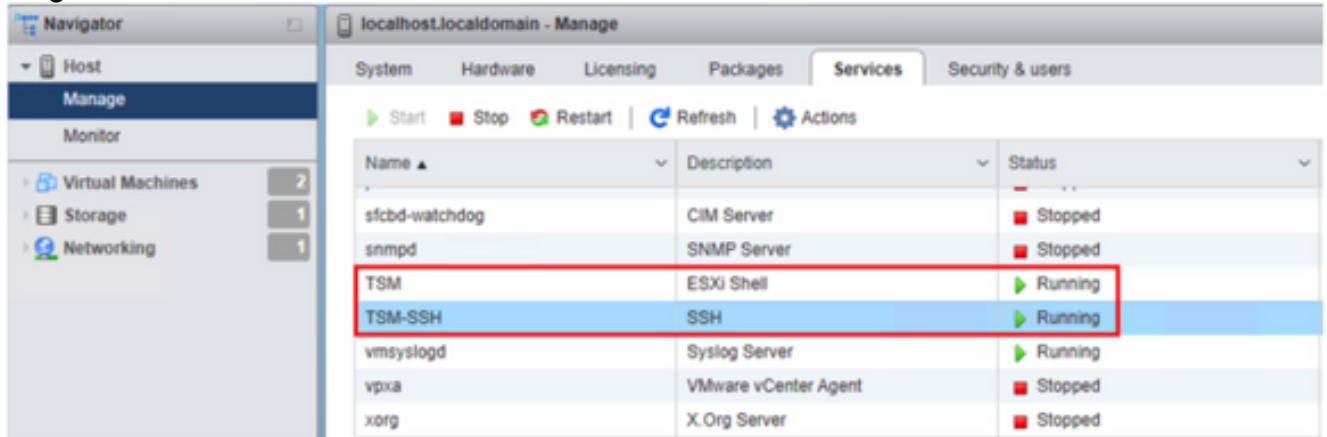 Navigator
localhost.localdomain - Manage
Host
Manage
Monitor
Virtual Machines 2
Storage 1
Networking 1
System Hardware Licensing Packages Services Security & users
Start Stop Restart Refresh Actions
Name Description Status
sfcbd-watchdog CIM Server Stopped
snmpd SNMP Server Stopped
TSM ESXi Shell Running
TSM-SSH SSH Running
vmsyslogd Syslog Server Running
vpxa VMware vCenter Agent Stopped
xorg X.Org Server Stopped